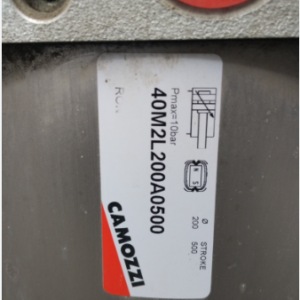 Pmax=10bar
40M2L200A0500
Ø STROKE
200 500
CAMOZZI